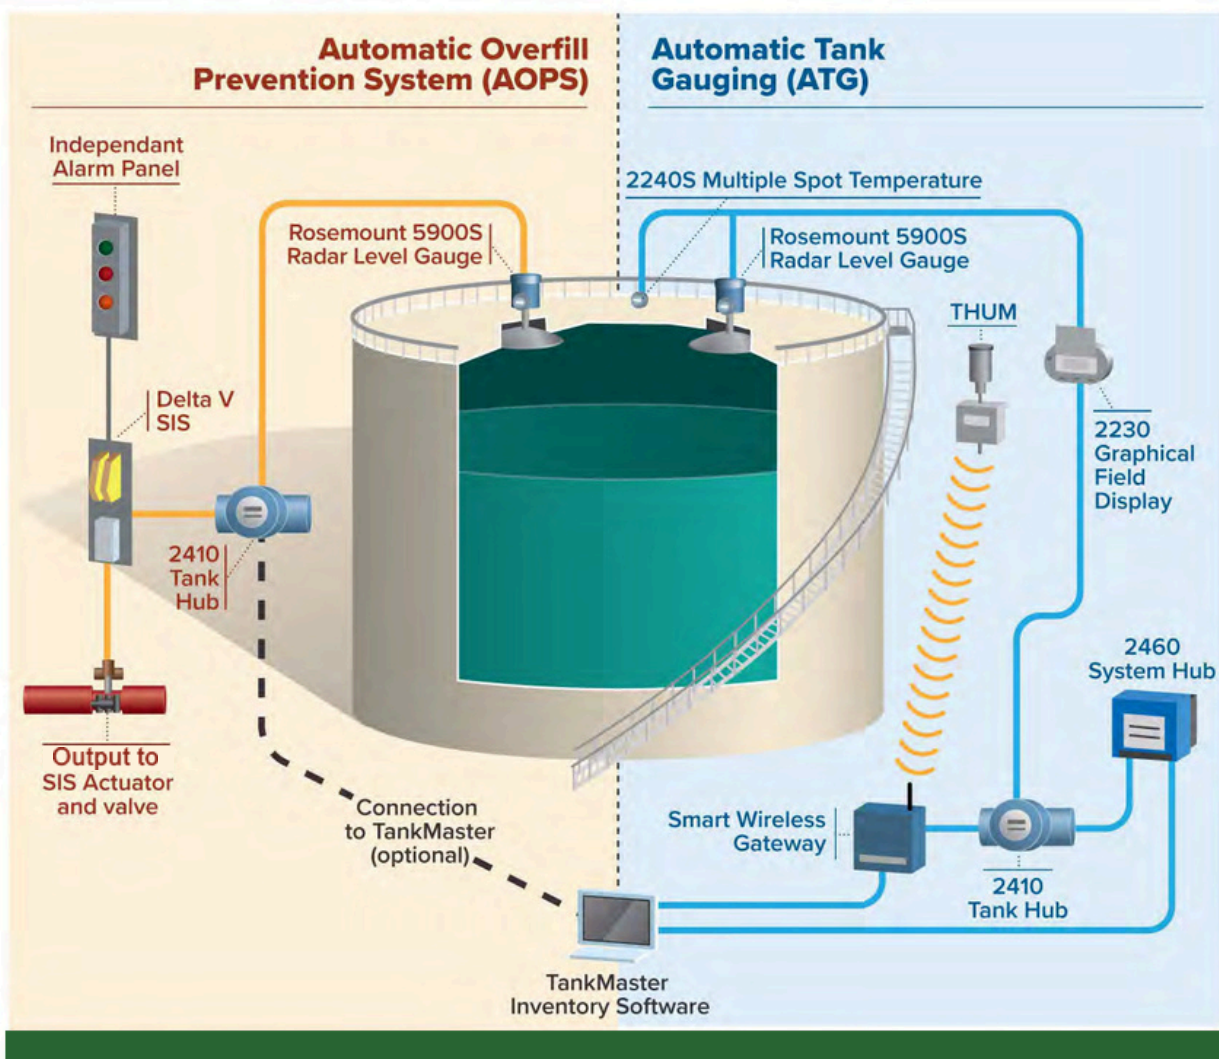 Automatic Overfill
Prevention System (AOPS)
Automatic Tank
Gauging (ATG)
Independant
Alarm Panel
2240S Multiple Spot Temperature
Rosemount 5900S
Radar Level Gauge
Rosemount 5900S
Radar Level Gauge
THUM
Delta V
SIS
2230
Graphical
Field
Display
2410
Tank
Hub
2460
System Hub
Output to
SIS Actuator
and valve
Connection
to TankMaster
(optional)
Smart Wireless
Gateway
2410
Tank Hub
TankMaster
Inventory Software